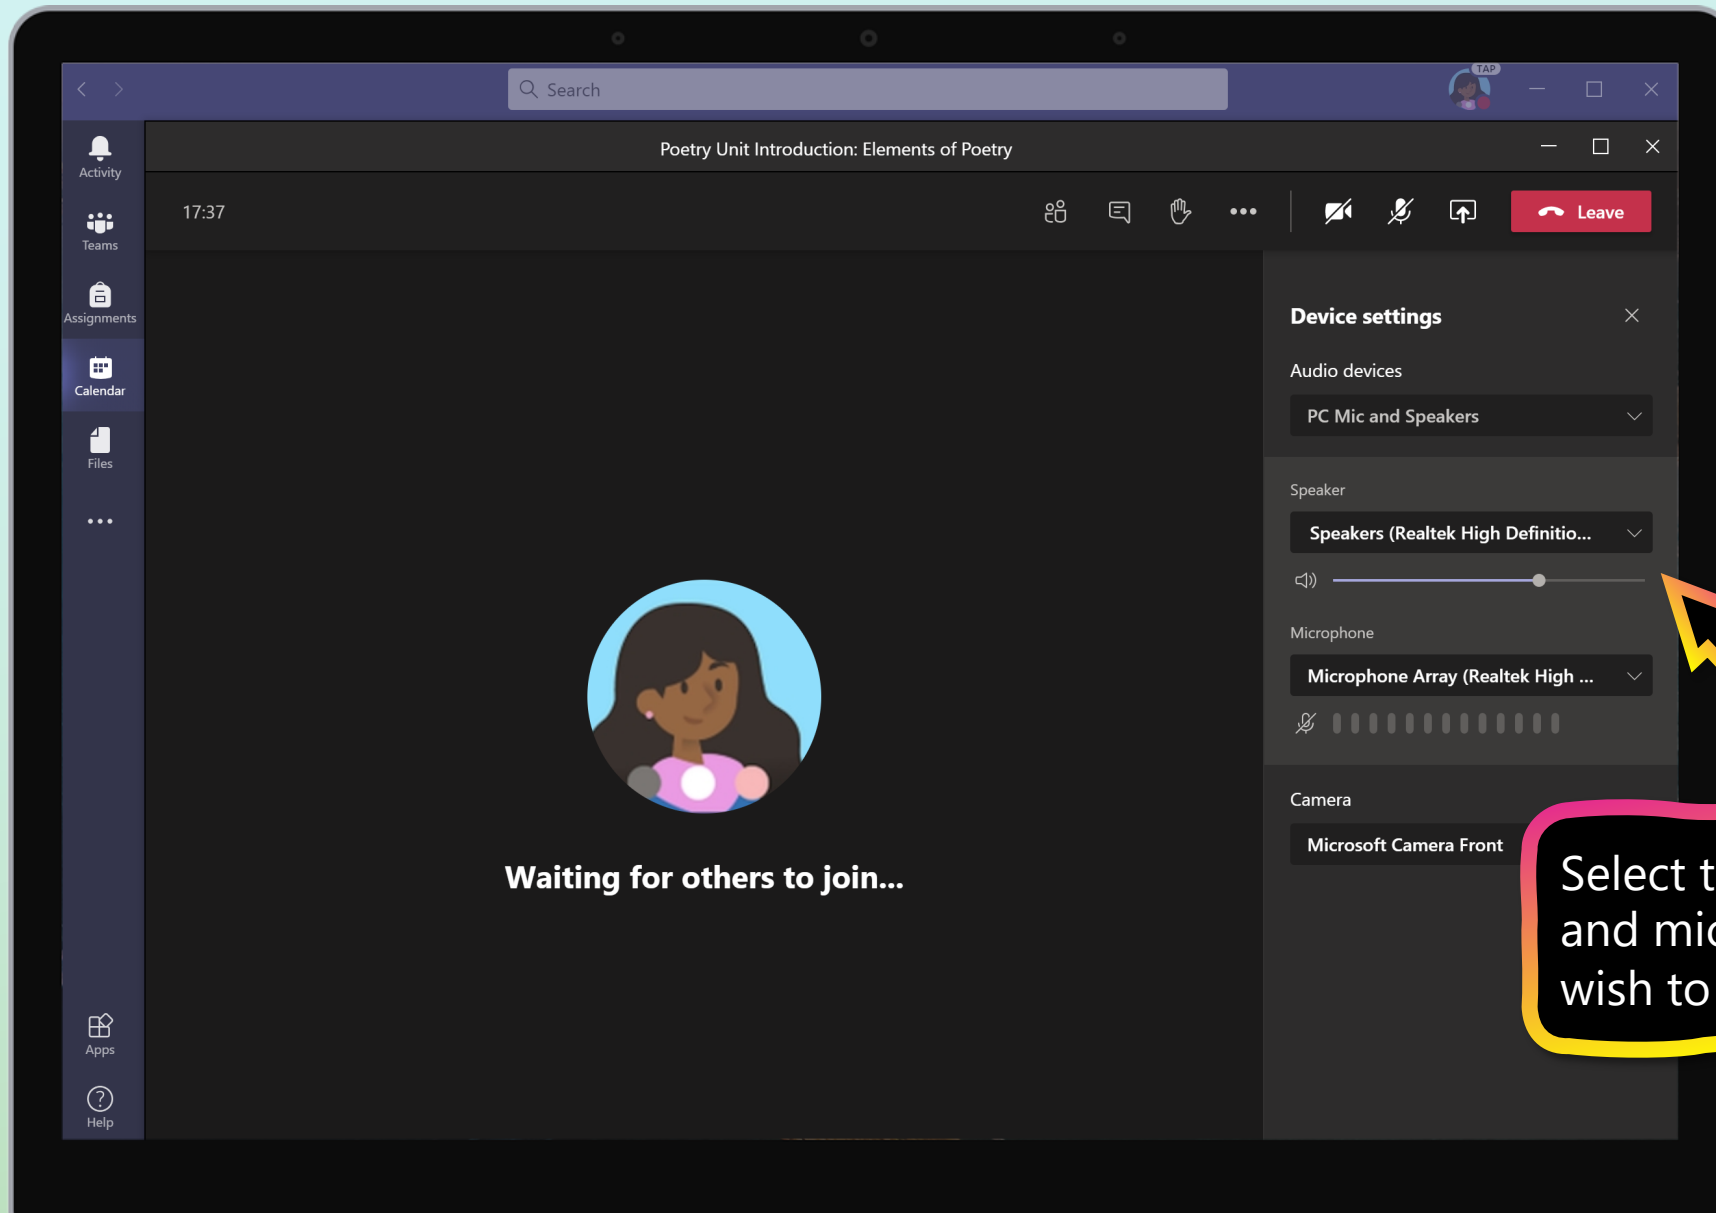 Search
TAP
Activity
Teams
Assignments
Calendar
Files
Apps
Help
Poetry Unit Introduction: Elements of Poetry
17:37
Leave
Device settings
Audio devices
PC Mic and Speakers
Speaker
Speakers (Realtek High Definitio...
Microphone
Microphone Array (Realtek High ...
Camera
Microsoft Camera Front
Waiting for others to join...
Select t
and mic
wish to